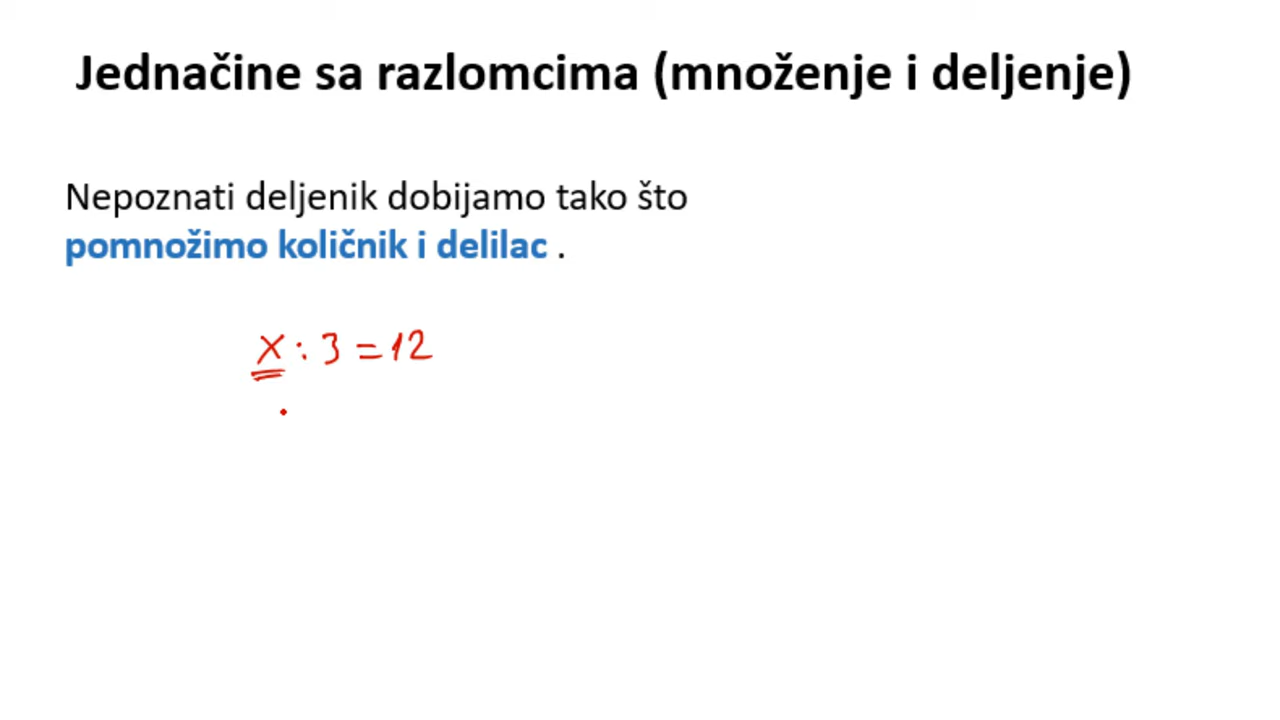 Jednačine sa razlomcima (množenje i deljenje)
Nepoznati deljenik dobijamo tako što
pomnožimo količnik i delilac .
x : 3 = 12